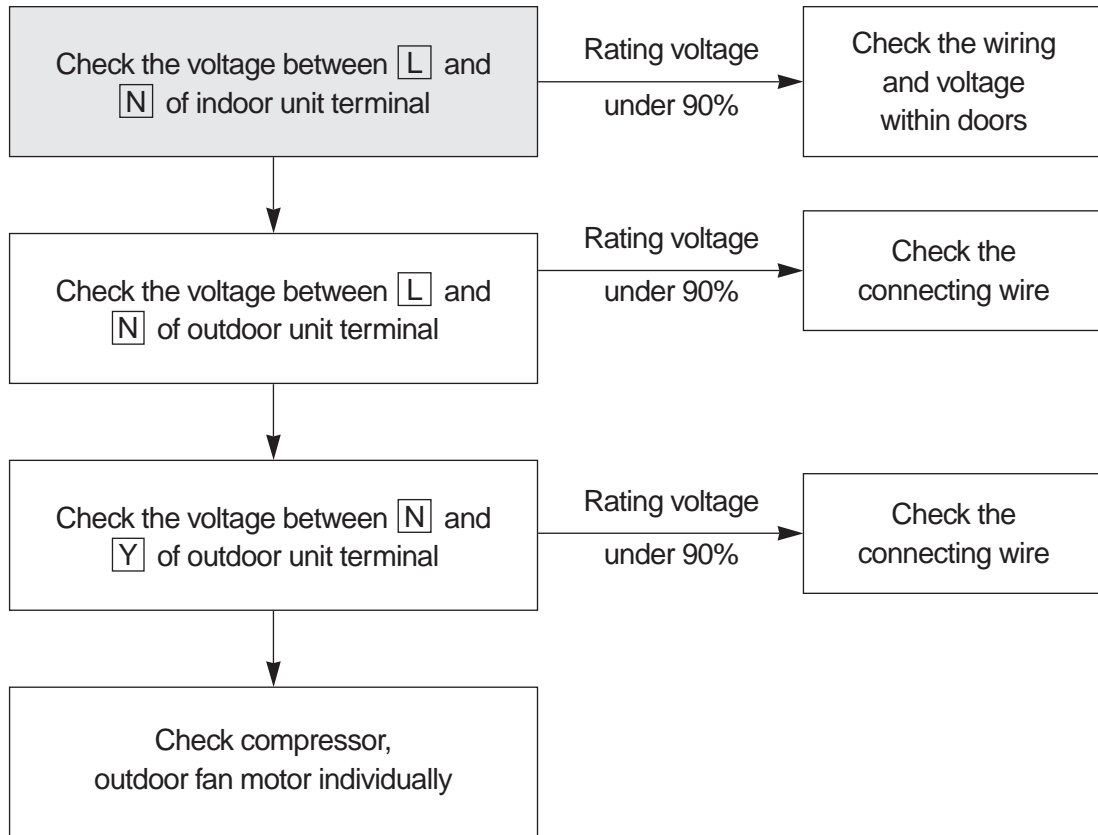 Check the voltage between L and
N of indoor unit terminal
Rating voltage
under 90%
Check the wiring
and voltage
within doors
Check the voltage between L and
N of outdoor unit terminal
Rating voltage
under 90%
Check the
connecting wire
Check the voltage between N and
Y of outdoor unit terminal
Rating voltage
under 90%
Check the
connecting wire
Check compressor,
outdoor fan motor individually